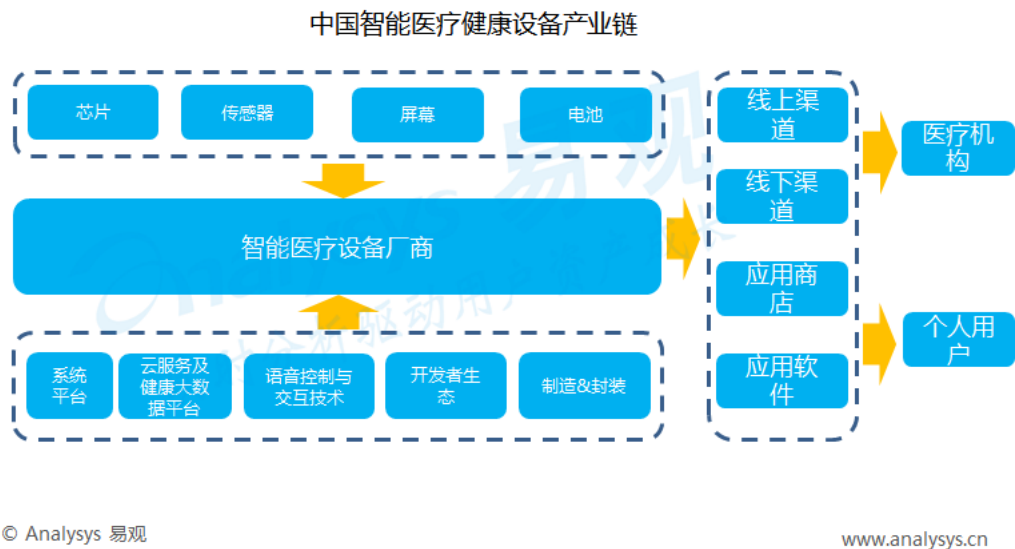 中国智能医疗健康设备产业链
芯片
传感器
屏幕
电池
智能医疗设备厂商
系统
平台
云服务及
健康大数
据平台
语音控制与
交互技术
开发者生
态
制造&封装
线上渠
道
线下渠
道
应用商
店
应用软
件
医疗机
构
个人用
户
Analysys 易观
© Analysys 易观
www.analysys.cn